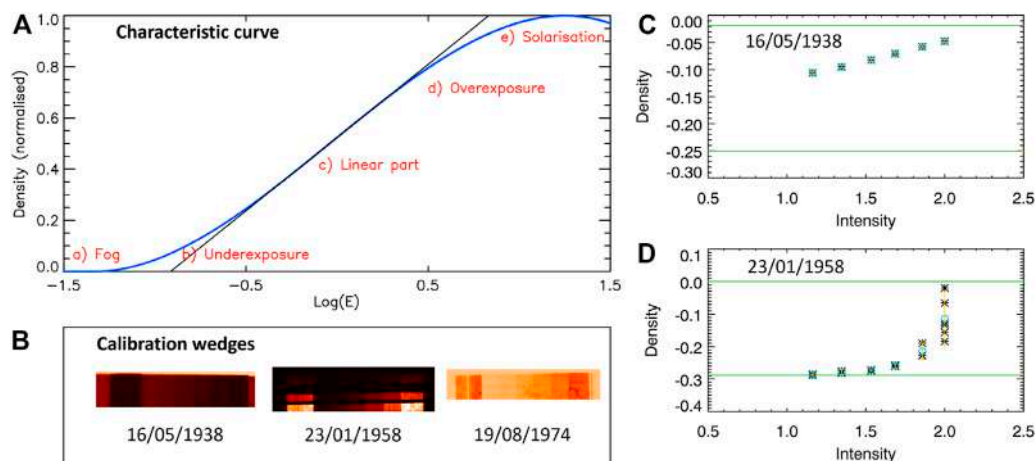 A
Characteristic curve
Density (normalised)
1.0
0.8
0.6
0.4
0.2
0.0
a) Fog
b) Underexposure
c) Linear part
d) Overexposure
e) Solarisation
-1.5
-0.5
0.5
1.5
Log(E)
B
Calibration wedges
16/05/1938
23/01/1958
19/08/1974
C
16/05/1938
Density
0.00
-0.05
-0.10
-0.15
-0.20
-0.25
-0.30
0.5
1.0
1.5
2.0
2.5
Intensity
D
23/01/1958
Density
0.1
0.0
-0.1
-0.2
-0.3
-0.4
0.5
1.0
1.5
2.0
2.5
Intensity